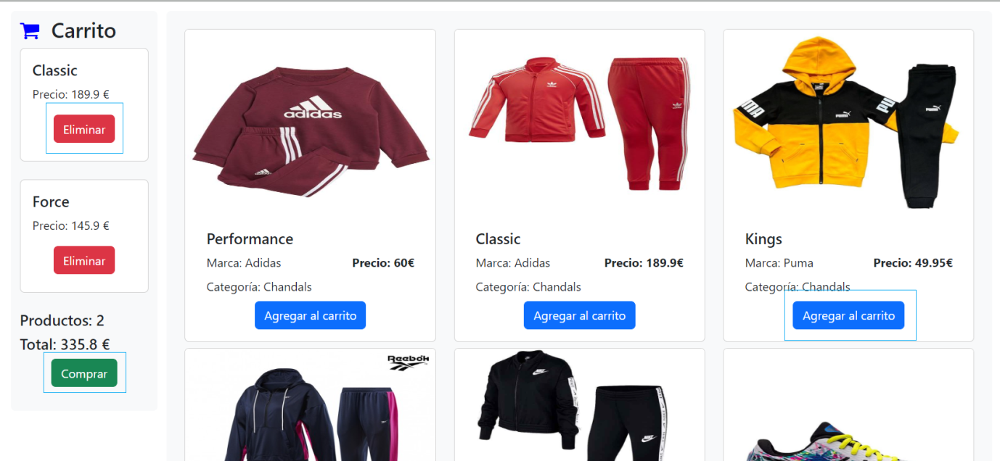 Carrito
Classic
Precio: 189.9 €
Eliminar
Force
Precio: 145.9 €
Eliminar
Productos: 2
Total: 335.8 €
Comprar
adidas
Performance
Marca: Adidas
Precio: 60€
Categoría: Chandals
Agregar al carrito
Classic
Marca: Adidas
Precio: 189.9€
Categoría: Chandals
Agregar al carrito
PUMA
Kings
Marca: Puma
Precio: 49.95€
Categoría: Chandals
Agregar al carrito
Reebok